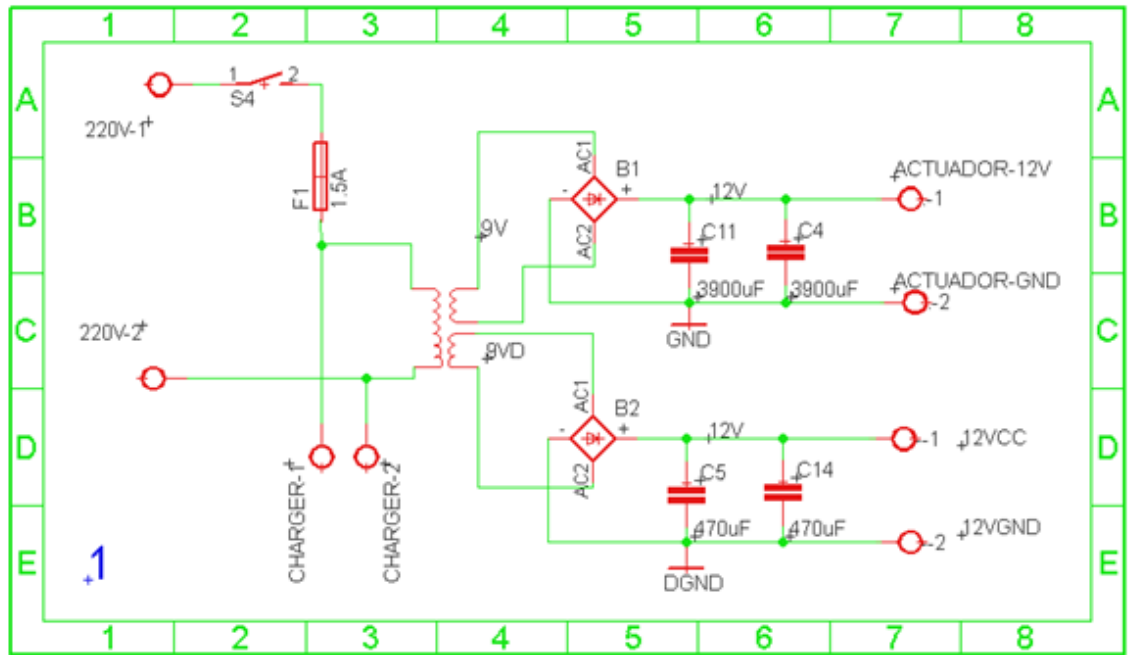 1 2 3 4 5 6 7 8
A A
1 2
S4
220V-1
F1
1.5A
AC1
B1
AC2
-
+
12V
ACTUADOR-12V
-1
B B
9V
C11
C4
3900uF
3900uF
ACTUADOR-GND
-2
GND
C C
220V-2
9VD
AC1
B2
AC2
-
+
12V
-1
12VCC
D D
C5
C14
470uF
470uF
-2
12VGND
DGND
CHARGER-1
CHARGER-2
E E
1
1 2 3 4 5 6 7 8